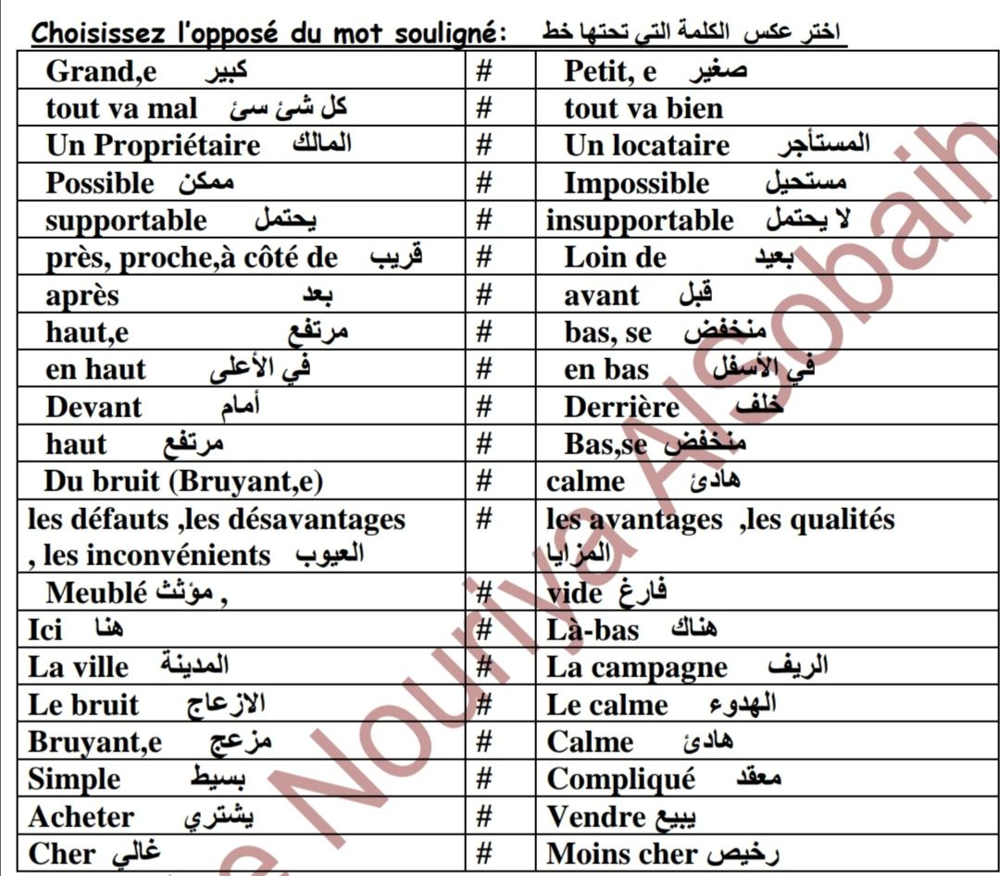 Choisissez l'opposé du mot souligné: اختر عكس الكلمة التي تحتها خط
Grand,e كبير # Petit, e صغير
tout va mal كل شئ سئ # tout va bien
Un Propriétaire المالك # Un locataire المستأجر
Possible ممكن # Impossible مستحيل
supportable يحتمل # insupportable لا يحتمل
près, proche,à côté de قريب # Loin de بعيد
après بعد # avant قبل
haut,e مرتفع # bas, se منخفض
en haut في الأعلى # en bas في الأسفل
Devant أمام # Derrière خلف
haut مرتفع # Bas,se منخفض
Du bruit (Bruyant,e) # calme هادئ
les défauts ,les désavantages # les avantages ,les qualités
, les inconvénients العيوب المزايا
Meublé مؤثث , # vide فارغ
Ici هنا # Là-bas هناك
La ville المدينة # La campagne الريف
Le bruit الازعاج # Le calme الهدوء
Bruyant,e مزعج # Calme هادئ
Simple بسيط # Compliqué معقد
Acheter يشتري # Vendre يبيع
Cher غالي # Moins cher رخيص
e Nouriya AlSobaih